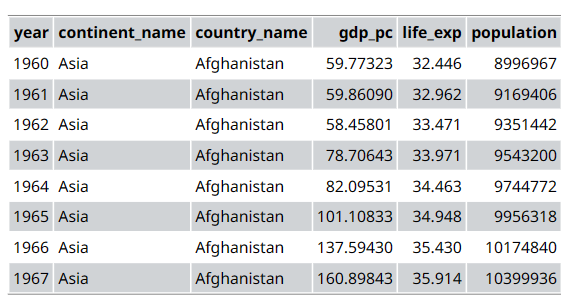 year continent_name country_name gdp_pc life_exp population
1960 Asia Afghanistan 59.77323 32.446 8996967
1961 Asia Afghanistan 59.86090 32.962 9169406
1962 Asia Afghanistan 58.45801 33.471 9351442
1963 Asia Afghanistan 78.70643 33.971 9543200
1964 Asia Afghanistan 82.09531 34.463 9744772
1965 Asia Afghanistan 101.10833 34.948 9956318
1966 Asia Afghanistan 137.59430 35.430 10174840
1967 Asia Afghanistan 160.89843 35.914 10399936